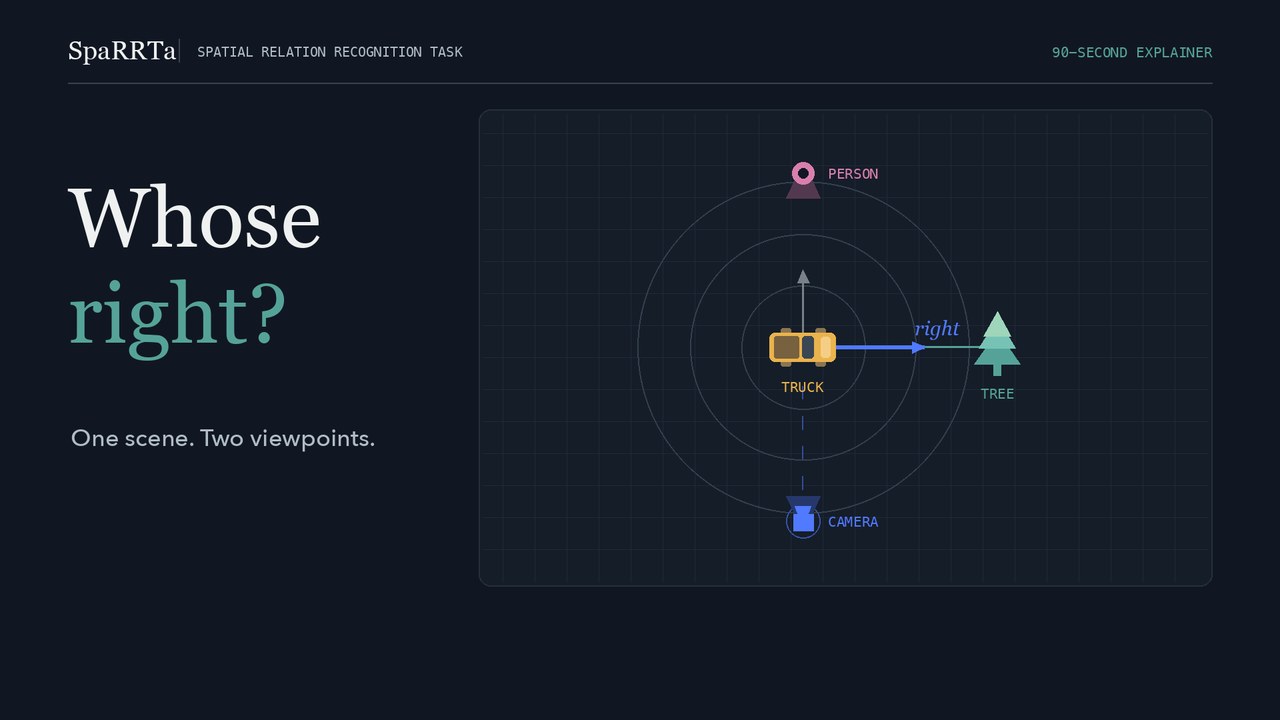 SpaRRTa
SPATIAL RELATION RECOGNITION TASK
90–SECOND EXPLAINER
Whose
right?
One scene. Two viewpoints.
PERSON
right
TRUCK
TREE
CAMERA